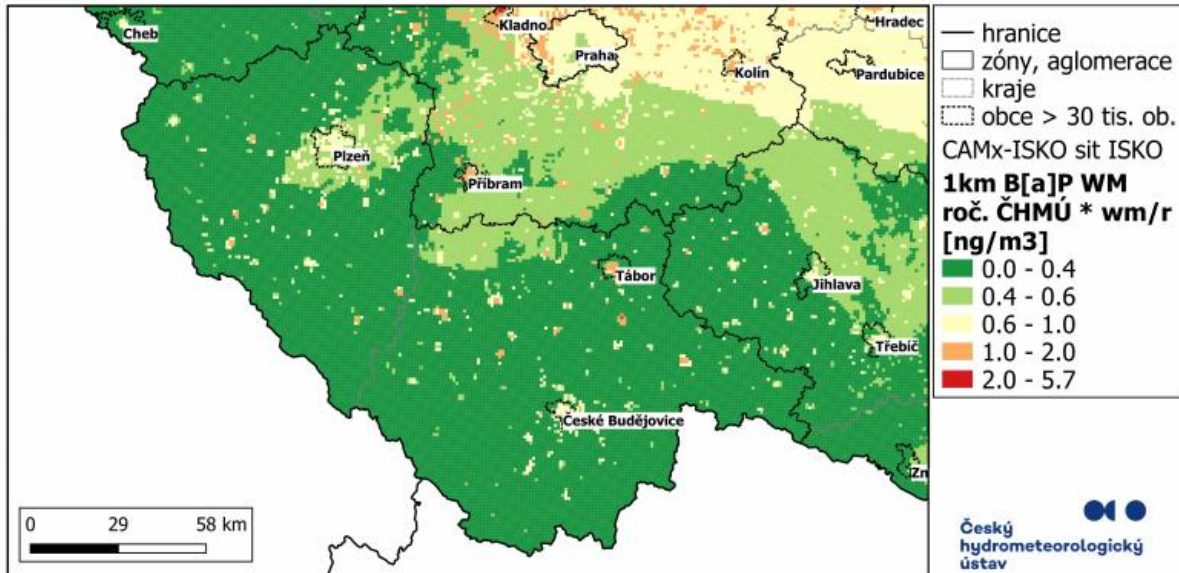 Cheb
Kladno
Hradec
Praha
Kolín
Pardubice
Plzeň
Příbram
Tábor
Jihlava
Třebíč
České Budějovice
Zn
0 29 58 km
hranice
zóny, aglomerace
kraje
obce > 30 tis. ob.
CAMx-ISKO sit ISKO
1km B[a]P WM
roč. ČHMÚ * wm/r
[ng/m3]
0.0 - 0.4
0.4 - 0.6
0.6 - 1.0
1.0 - 2.0
2.0 - 5.7
Český
hydrometeorologický
ústav